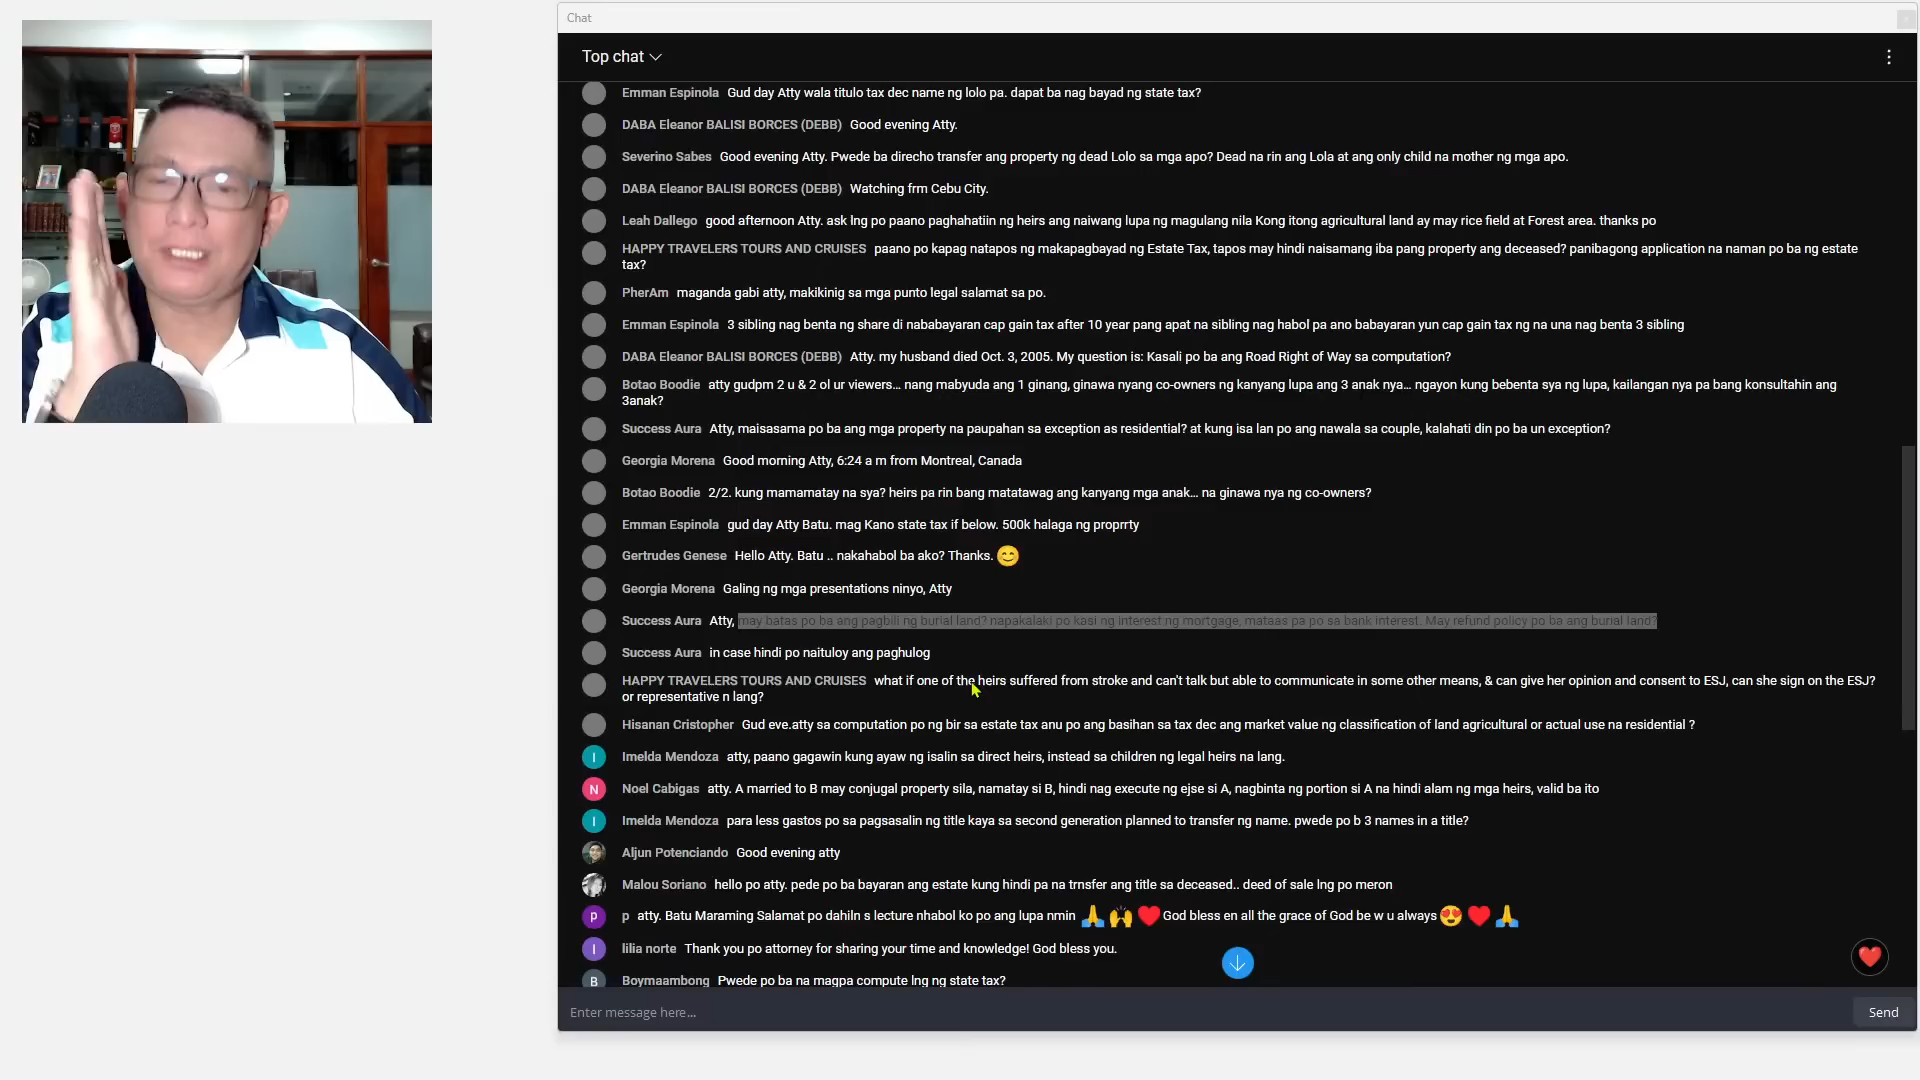 Chat
Top chat
Emman Espinola Gud day Atty wala titulo tax dec name ng lolo pa. dapat ba nag bayad ng state tax?
DABA Eleanor BALISI BORCES (DEBB) Good evening Atty.
Severino Sabes Good evening Atty. Pwede ba direcho transfer ang property ng dead Lolo sa mga apo? Dead na rin ang Lola at ang only child na mother ng mga apo.
DABA Eleanor BALISI BORCES (DEBB) Watching frm Cebu City.
Leah Dallego good afternoon Atty. ask lng po paano paghahatiin ng heirs ang naiwang lupa ng magulang nila Kong itong agricultural land ay may rice field at Forest area. thanks po
HAPPY TRAVELERS TOURS AND CRUISES paano po kapag natapos ng makapagbayad ng Estate Tax, tapos may hindi naisamang iba pang property ang deceased? panibagong application na naman po ba ng estate
tax?
PherAm maganda gabi atty, makikinig sa mga punto legal salamat sa po.
Emman Espinola 3 sibling nag benta ng share di nababayaran cap gain tax after 10 year pang apat na sibling nag habol pa ano babayaran yun cap gain tax ng na una nag benta 3 sibling
DABA Eleanor BALISI BORCES (DEBB) Atty. my husband died Oct. 3, 2005. My question is: Kasali po ba ang Road Right of Way sa computation?
Botao Boodie atty gudpm 2 u & 2 ol ur viewers... nang mabyuda ang 1 ginang, ginawa nyang co-owners ng kanyang lupa ang 3 anak nya... ngayon kung bebenta sya ng lupa, kailangan nya pa bang konsultahin ang
3anak?
Success Aura Atty, maisasama po ba ang mga property na paupahan sa exception as residential? at kung isa lan po ang nawala sa couple, kalahati din po ba un exception?
Georgia Morena Good morning Atty, 6:24 a m from Montreal, Canada
Botao Boodie 2/2. kung mamamatay na sya? heirs pa rin bang matatawag ang kanyang mga anak... na ginawa nya ng co-owners?
Emman Espinola gud day Atty Batu. mag Kano state tax if below. 500k halaga ng proprrty
Gertrudes Genese Hello Atty. Batu .. nakahabol ba ako? Thanks. 😊
Georgia Morena Galing ng mga presentations ninyo, Atty
Success Aura Atty, may batas po ba ang pagbili ng burial land? napakalaki po kasi ng interest ng mortgage, mataas pa po sa bank interest. May refund policy po ba ang burial land?
Success Aura in case hindi po naituloy ang paghulog
HAPPY TRAVELERS TOURS AND CRUISES what if one of the heirs suffered from stroke and can't talk but able to communicate in some other means, & can give her opinion and consent to ESJ, can she sign on the ESJ?
or representative n lang?
Hisanan Cristopher Gud eve.atty sa computation po ng bir sa estate tax anu po ang basihan sa tax dec ang market value ng classification of land agricultural or actual use na residential ?
I Imelda Mendoza atty, paano gagawin kung ayaw ng isalin sa direct heirs, instead sa children ng legal heirs na lang.
N Noel Cabigas atty. A married to B may conjugal property sila, namatay si B, hindi nag execute ng ejse si A, nagbinta ng portion si A na hindi alam ng mga heirs, valid ba ito
I Imelda Mendoza para less gastos po sa pagsasalin ng title kaya sa second generation planned to transfer ng name. pwede po b 3 names in a title?
Aljun Potenciando Good evening atty
Malou Soriano hello po atty. pede po ba bayaran ang estate kung hindi pa na trnsfer ang title sa deceased.. deed of sale lng po meron
p p atty. Batu Maraming Salamat po dahiln s lecture nhabol ko po ang lupa nmin 🙏 🙌 ❤️ God bless en all the grace of God be w u always 😍 ❤️ 🙏
l lilia norte Thank you po attorney for sharing your time and knowledge! God bless you.
B Boymaambong Pwede po ba na magpa compute lng ng state tax?
Enter message here...
Send